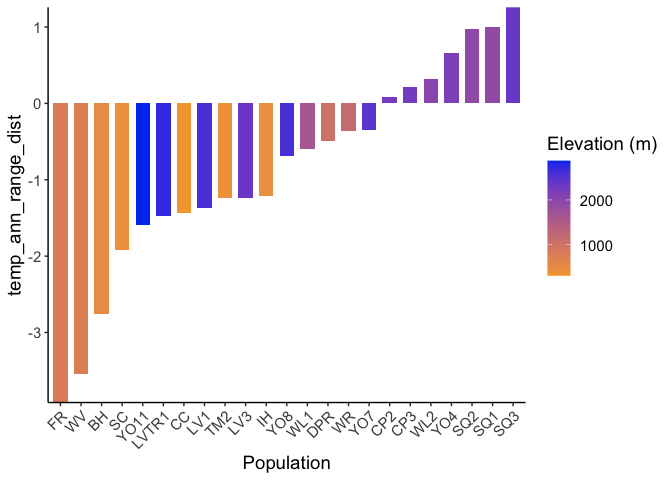 1
0
-1
-2
-3
temp_ann_range_dist
FR
WV
BH
SC
YO11
LVTR1
CC
LV1
TM2
LV3
IH
YO8
WL1
DPR
WR
YO7
CP2
CP3
WL2
YO4
SQ2
SQ1
SQ3
Population
Elevation (m)
2000
1000